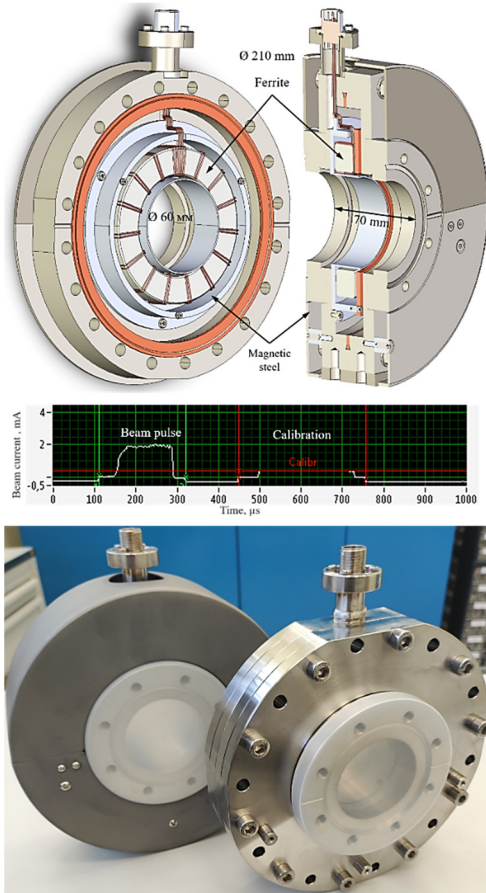 Ø 210 mm
Ferrite
Ø 60 мм
70 mm
Magnetic
steel
Beam current , mA
4
2
-0,5
Beam pulse
Calibration
Calibr
0 100 200 300 400 500 600 700 800 900 1000
Time, µs